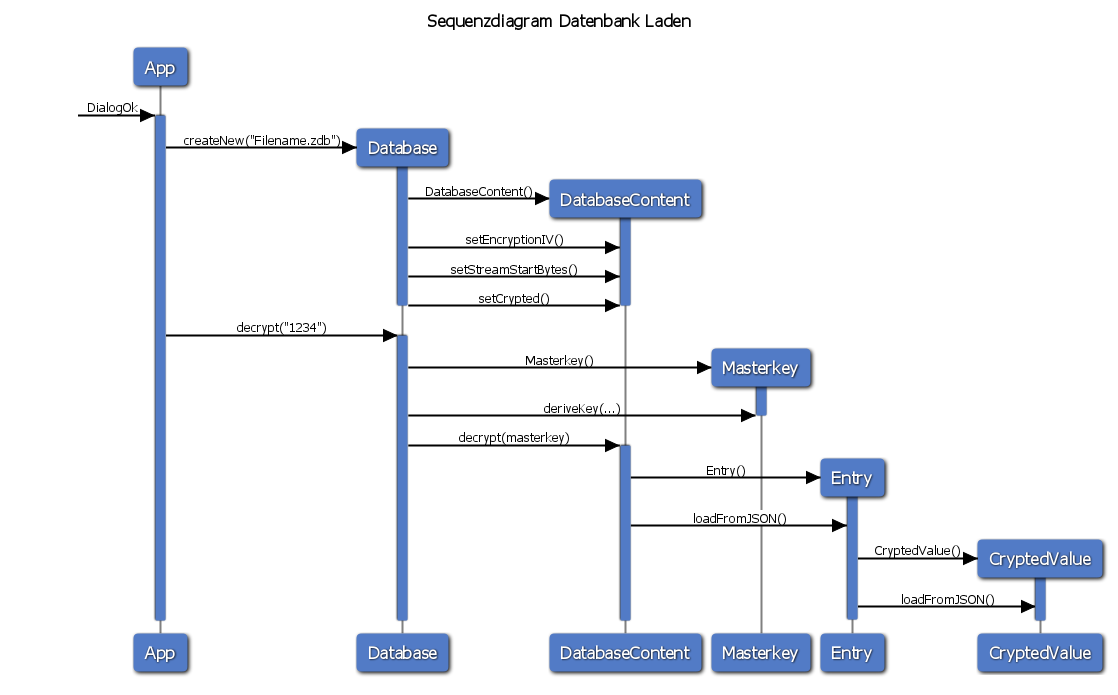 Sequenzdiagram Datenbank Laden
App
DialogOk
createNew("Filename.zdb")
Database
DatabaseContent()
DatabaseContent
setEncryptionIV()
setStreamStartBytes()
setCrypted()
decrypt("1234")
Masterkey()
Masterkey
deriveKey(...)
decrypt(masterkey)
Entry()
Entry
loadFromJSON()
CryptedValue()
CryptedValue
loadFromJSON()
App Database DatabaseContent Masterkey Entry CryptedValue